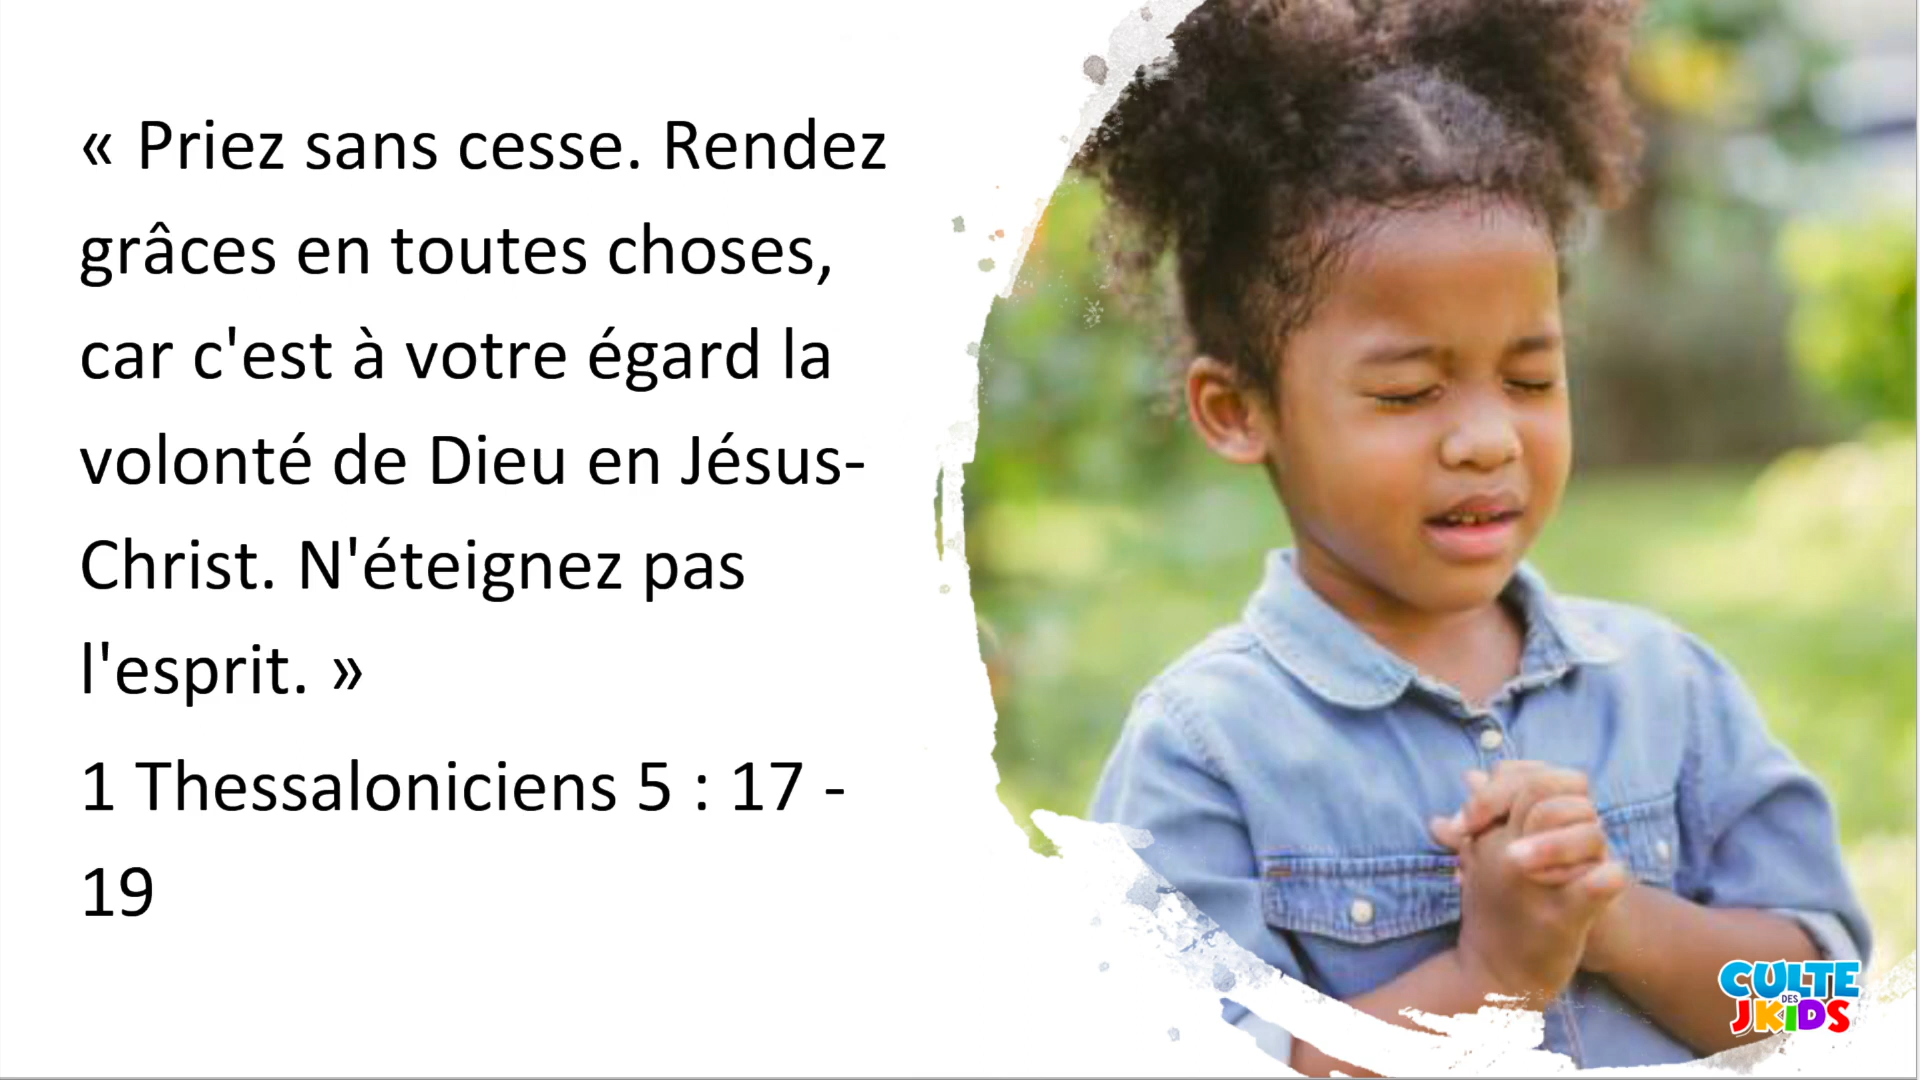 « Priez sans cesse. Rendez
grâces en toutes choses,
car c'est à votre égard la
volonté de Dieu en Jésus-
Christ. N'éteignez pas
l'esprit. »
1 Thessaloniciens 5 : 17 -
19
CULTE
DES
JKIDS